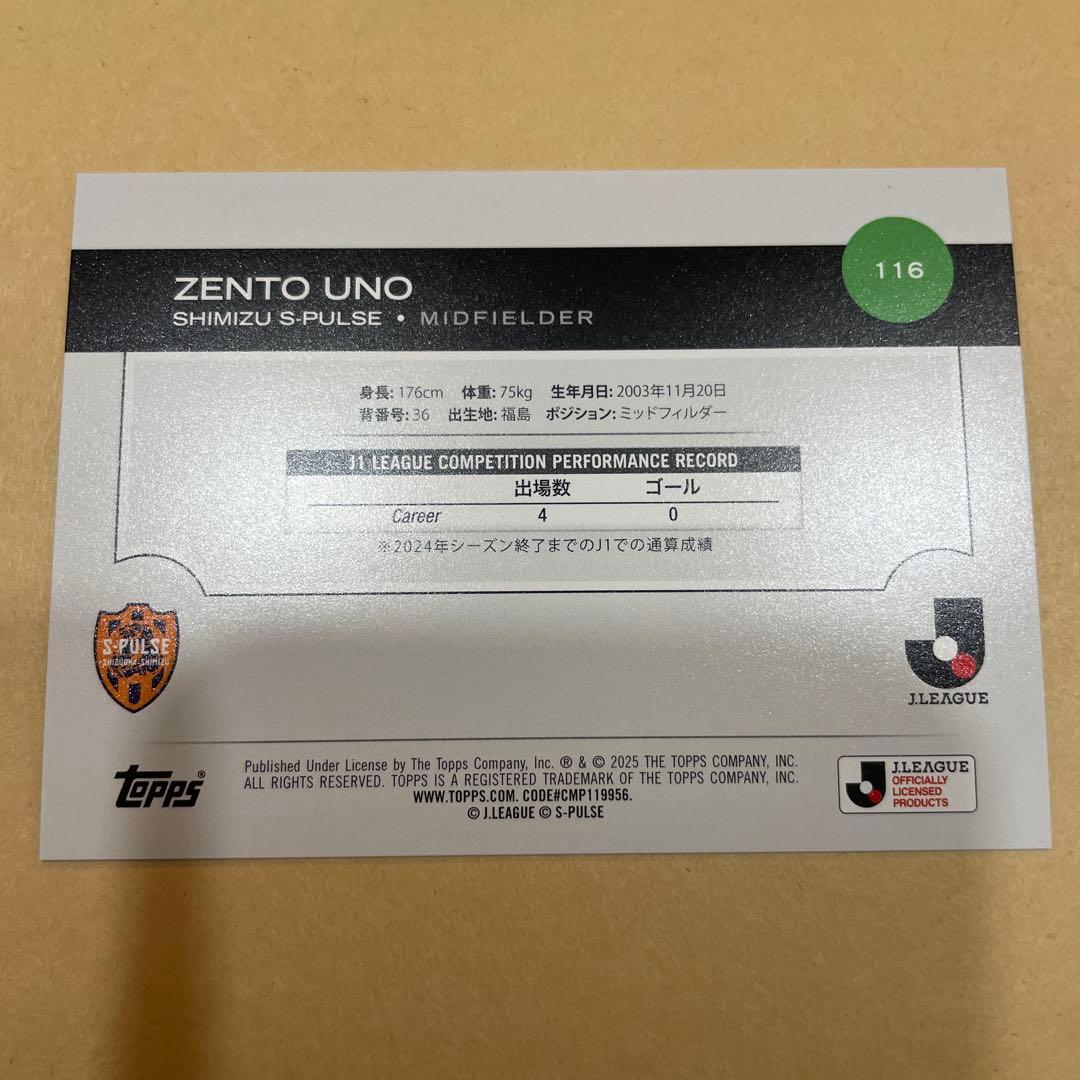 ZENTO UNO
116
SHIMIZU S-PULSE • MIDFIELDER
身長: 176cm 体重: 75kg 生年月日: 2003年11月20日
背番号: 36 出生地: 福島 ポジション: ミッドフィルダー
J1 LEAGUE COMPETITION PERFORMANCE RECORD
出場数 ゴール
Career 4 0
※2024年シーズン終了までのJ1での通算成績
S-PULSE
SHIZUOKA.SHIMIZU
J.LEAGUE
Topps®
Published Under License by The Topps Company, Inc. ® & © 2025 THE TOPPS COMPANY, INC.
ALL RIGHTS RESERVED. TOPPS IS A REGISTERED TRADEMARK OF THE TOPPS COMPANY, INC.
WWW.TOPPS.COM. CODE#CMP119956.
© J.LEAGUE © S-PULSE
J.LEAGUE
OFFICIALLY
LICENSED
PRODUCTS